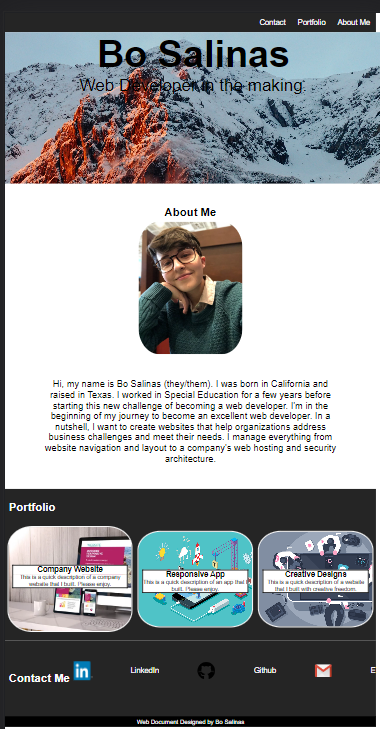 Contact Portfolio About Me
Bo Salinas
Web Developer in the making.
About Me
Hi, my name is Bo Salinas (they/them). I was born in California and
raised in Texas. I worked in Special Education for a few years before
starting this new challenge of becoming a web developer. I'm in the
beginning of my journey to become an excellent web developer. In a
nutshell, I want to create websites that help organizations address
business challenges and meet their needs. I manage everything from
website navigation and layout to a company's web hosting and security
architecture.
Portfolio
Company Website
This is a quick description of a company
website that I built. Please enjoy.
Responsive App
This is a quick description of an app that I
built. Please enjoy.
Creative Designs
This is a quick description of a website
that I built with creative freedom.
Contact Me LinkedIn Github E
Web Document Designed by Bo Salinas